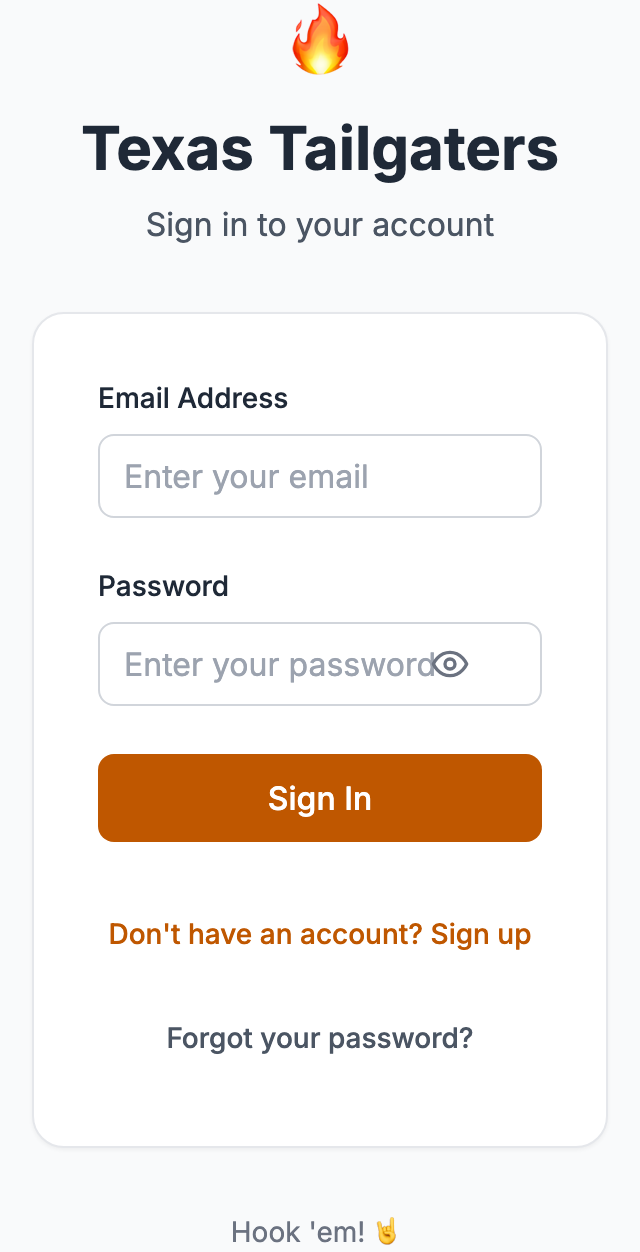 Texas Tailgaters
Sign in to your account
Email Address
Enter your email
Password
Enter your password
Sign In
Don't have an account? Sign up
Forgot your password?
Hook 'em! 🤘